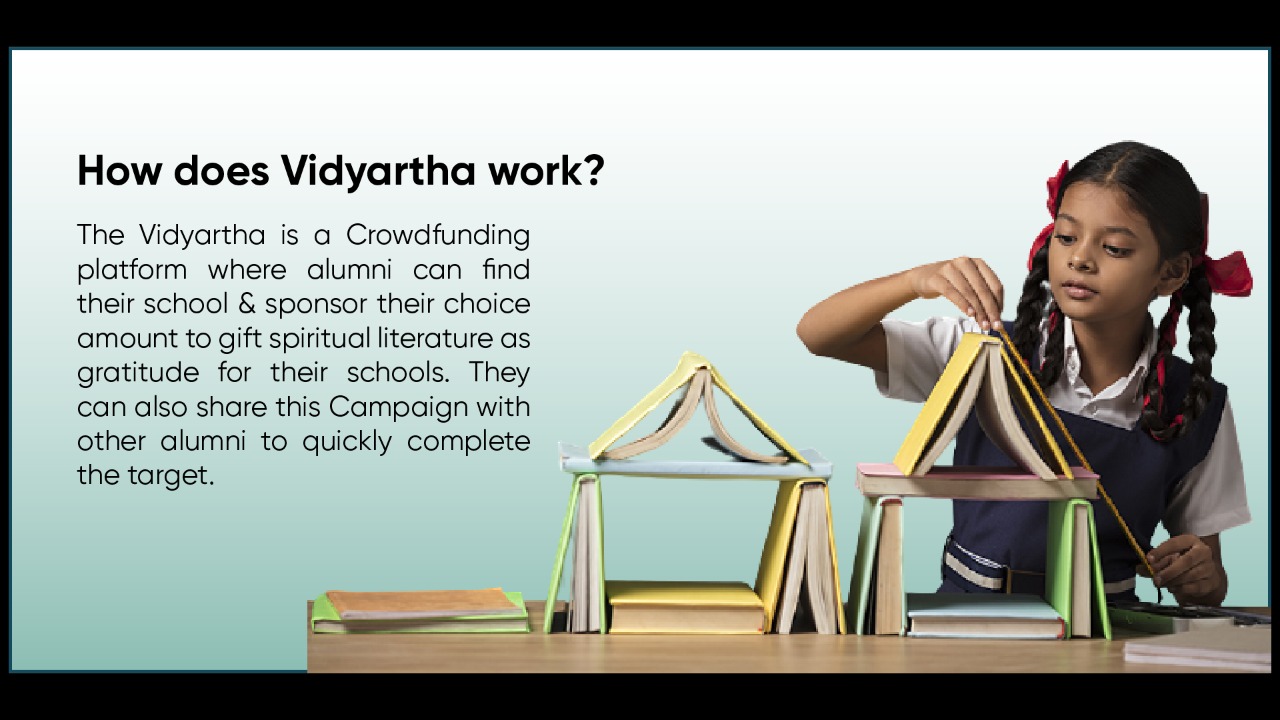 How does Vidyartha work?
The Vidyartha is a Crowdfunding
platform where alumni can find
their school & sponsor their choice
amount to gift spiritual literature as
gratitude for their schools. They
can also share this Campaign with
other alumni to quickly complete
the target.